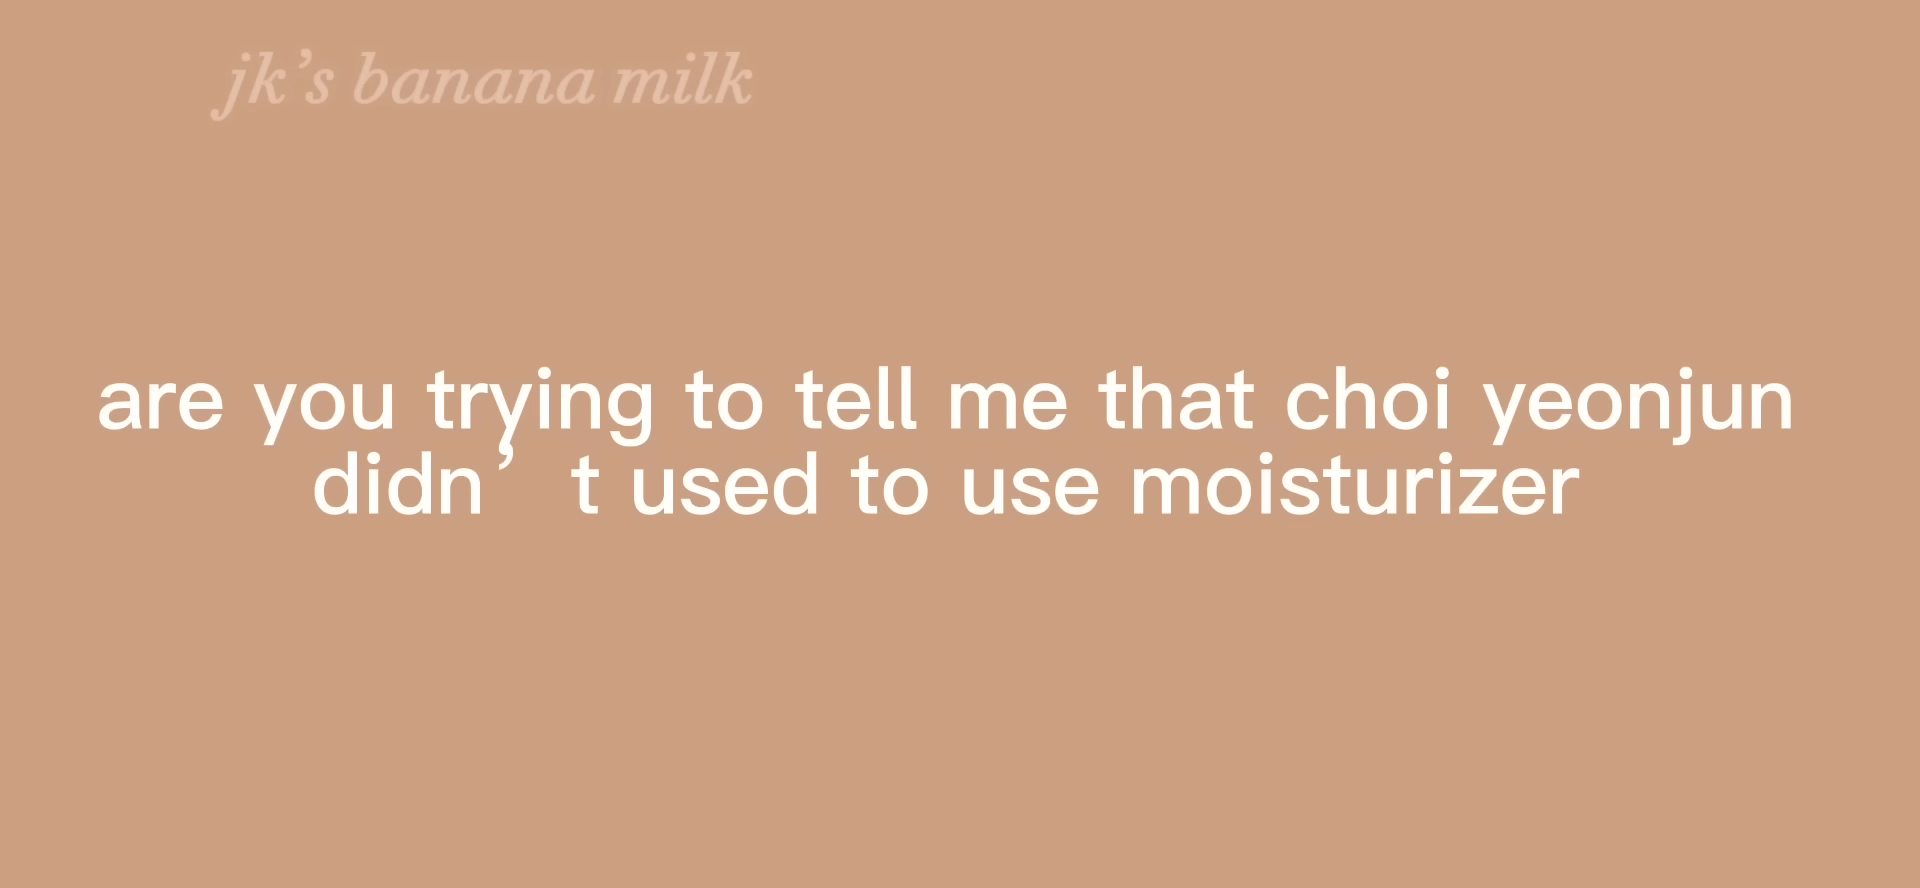 jk’s banana milk
are you trying to tell me that choi yeonjun
didn’t used to use moisturizer